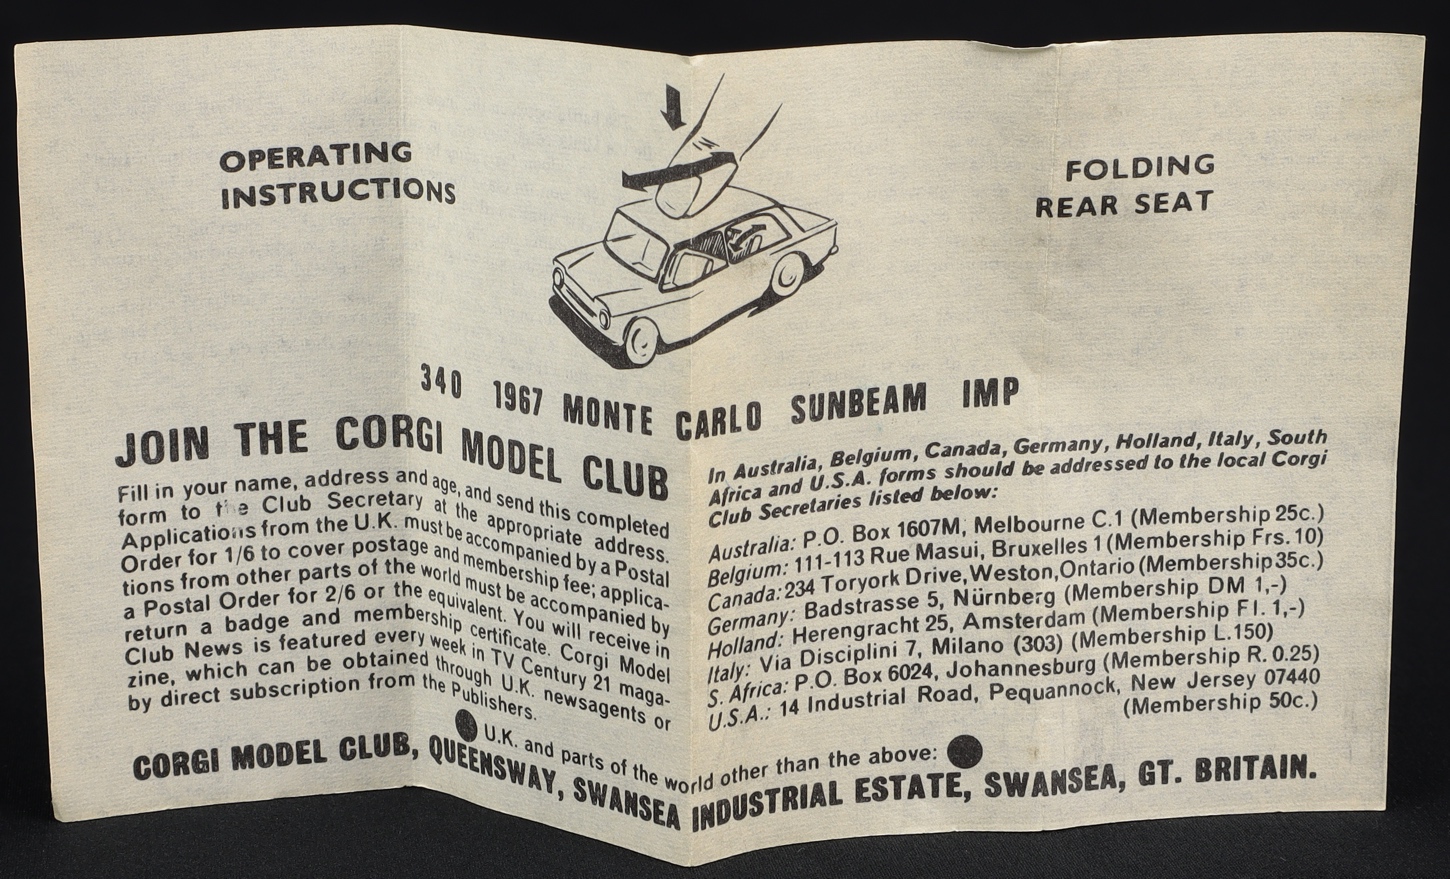 OPERATING
INSTRUCTIONS
FOLDING
REAR SEAT
340 1967 MONTE CARLO SUNBEAM IMP
JOIN THE CORGI MODEL CLUB
Fill in your name, address and age, and send this completed
form to the Club Secretary at the appropriate address.
Applications from the U.K. must be accompanied by a Postal
Order for 1/6 to cover postage and membership fee; applica-
tions from other parts of the world must be accompanied by
a Postal Order for 2/6 or the equivalent. You will receive in
return a badge and membership certificate. Corgi Model
Club News is featured every week in TV Century 21 maga-
zine, which can be obtained through U.K. newsagents or
by direct subscription from the Publishers.
In Australia, Belgium, Canada, Germany, Holland, Italy, South
Africa and U.S.A. forms should be addressed to the local Corgi
Club Secretaries listed below:
Australia: P.O. Box 1607M, Melbourne C.1 (Membership 25c.)
Belgium: 111-113 Rue Masui, Bruxelles 1 (Membership Frs. 10)
Canada: 234 Toryork Drive, Weston, Ontario (Membership 35c.)
Germany: Badstrasse 5, Nürnberg (Membership DM 1,-)
Holland: Herengracht 25, Amsterdam (Membership Fl. 1,-)
Italy: Via Disciplini 7, Milano (303) (Membership L.150)
S. Africa: P.O. Box 6024, Johannesburg (Membership R. 0.25)
U.S.A.: 14 Industrial Road, Pequannock, New Jersey 07440
(Membership 50c.)
U.K. and parts of the world other than the above:
CORGI MODEL CLUB, QUEENSWAY, SWANSEA INDUSTRIAL ESTATE, SWANSEA, GT. BRITAIN.